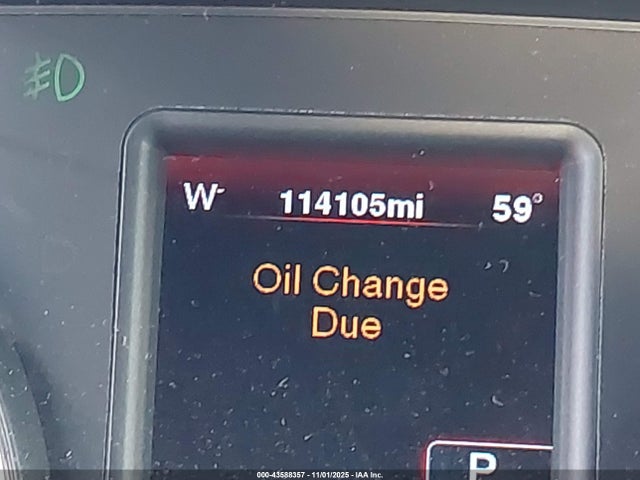 W 114105mi 59°
Oil Change
Due
P
000-43588357 - 11/01/2025 - IAA Inc.